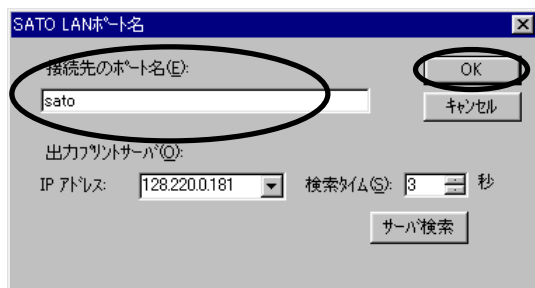 SATO LANﾎﾟｰﾄ名
接続先のﾎﾟｰﾄ名(E):
OK
sato
ｷｬﾝｾﾙ
出力ﾌﾟﾘﾝﾄｻｰﾊﾞ(O):
IP ｱﾄﾞﾚｽ: 128.220.0.181 検索ﾀｲﾑ(S): 3 秒
ｻｰﾊﾞ検索